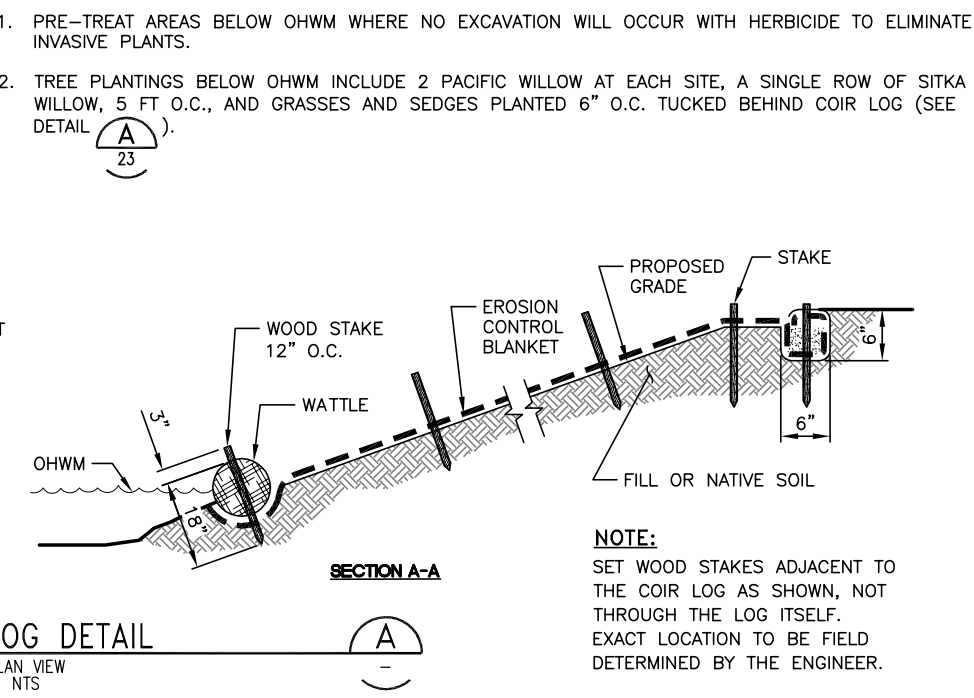 1. PRE-TREAT AREAS BELOW OHWM WHERE NO EXCAVATION WILL OCCUR WITH HERBICIDE TO ELIMINATE
INVASIVE PLANTS.
2. TREE PLANTINGS BELOW OHWM INCLUDE 2 PACIFIC WILLOW AT EACH SITE, A SINGLE ROW OF SITKA
WILLOW, 5 FT O.C., AND GRASSES AND SEDGES PLANTED 6" O.C. TUCKED BEHIND COIR LOG (SEE
DETAIL A ).
23
STAKE
PROPOSED
GRADE
EROSION
CONTROL
BLANKET
T
WOOD STAKE
12" O.C.
6"
WATTLE
3"
6"
OHWM
FILL OR NATIVE SOIL
18"
SECTION A-A
NOTE:
SET WOOD STAKES ADJACENT TO
THE COIR LOG AS SHOWN, NOT
THROUGH THE LOG ITSELF.
EXACT LOCATION TO BE FIELD
DETERMINED BY THE ENGINEER.
OG DETAIL
A
-
LAN VIEW
NTS